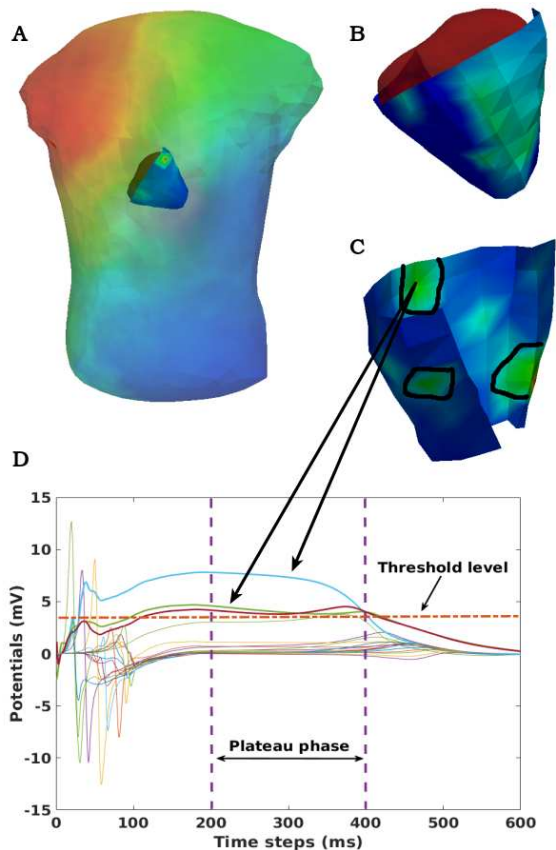 A
B
C
D
15
10
5
0
-5
-10
-15
Potentials (mV)
Threshold level
Plateau phase
0
100
200
300
400
500
600
Time steps (ms)